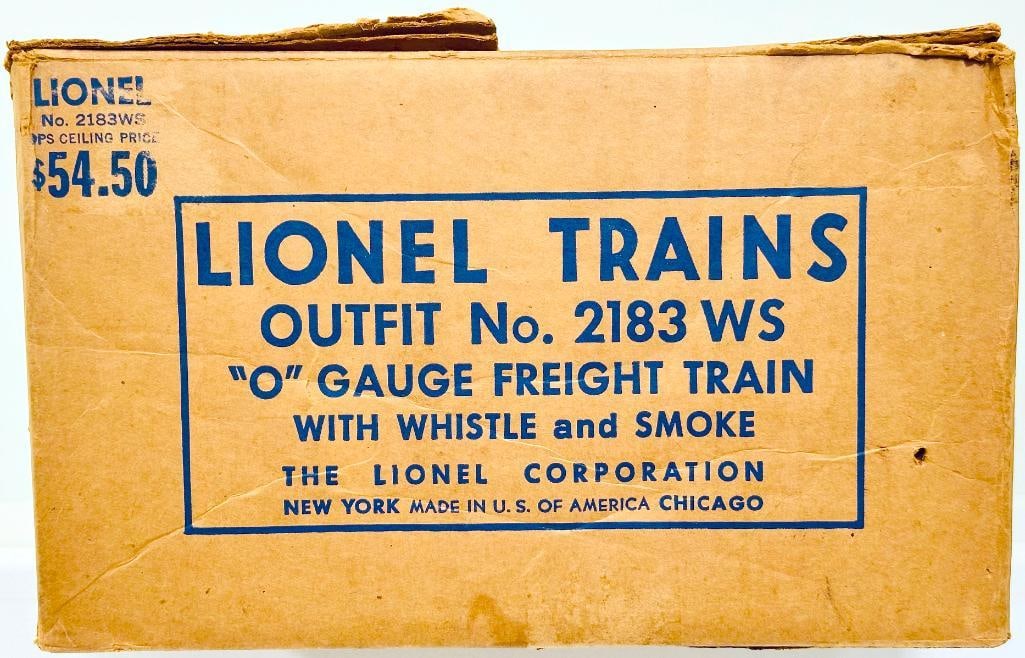 LIONEL
No. 2183WS
OPS CEILING PRICE
$54.50
LIONEL TRAINS
OUTFIT No. 2183 WS
"O" GAUGE FREIGHT TRAIN
WITH WHISTLE and SMOKE
THE LIONEL CORPORATION
NEW YORK MADE IN U. S. OF AMERICA CHICAGO